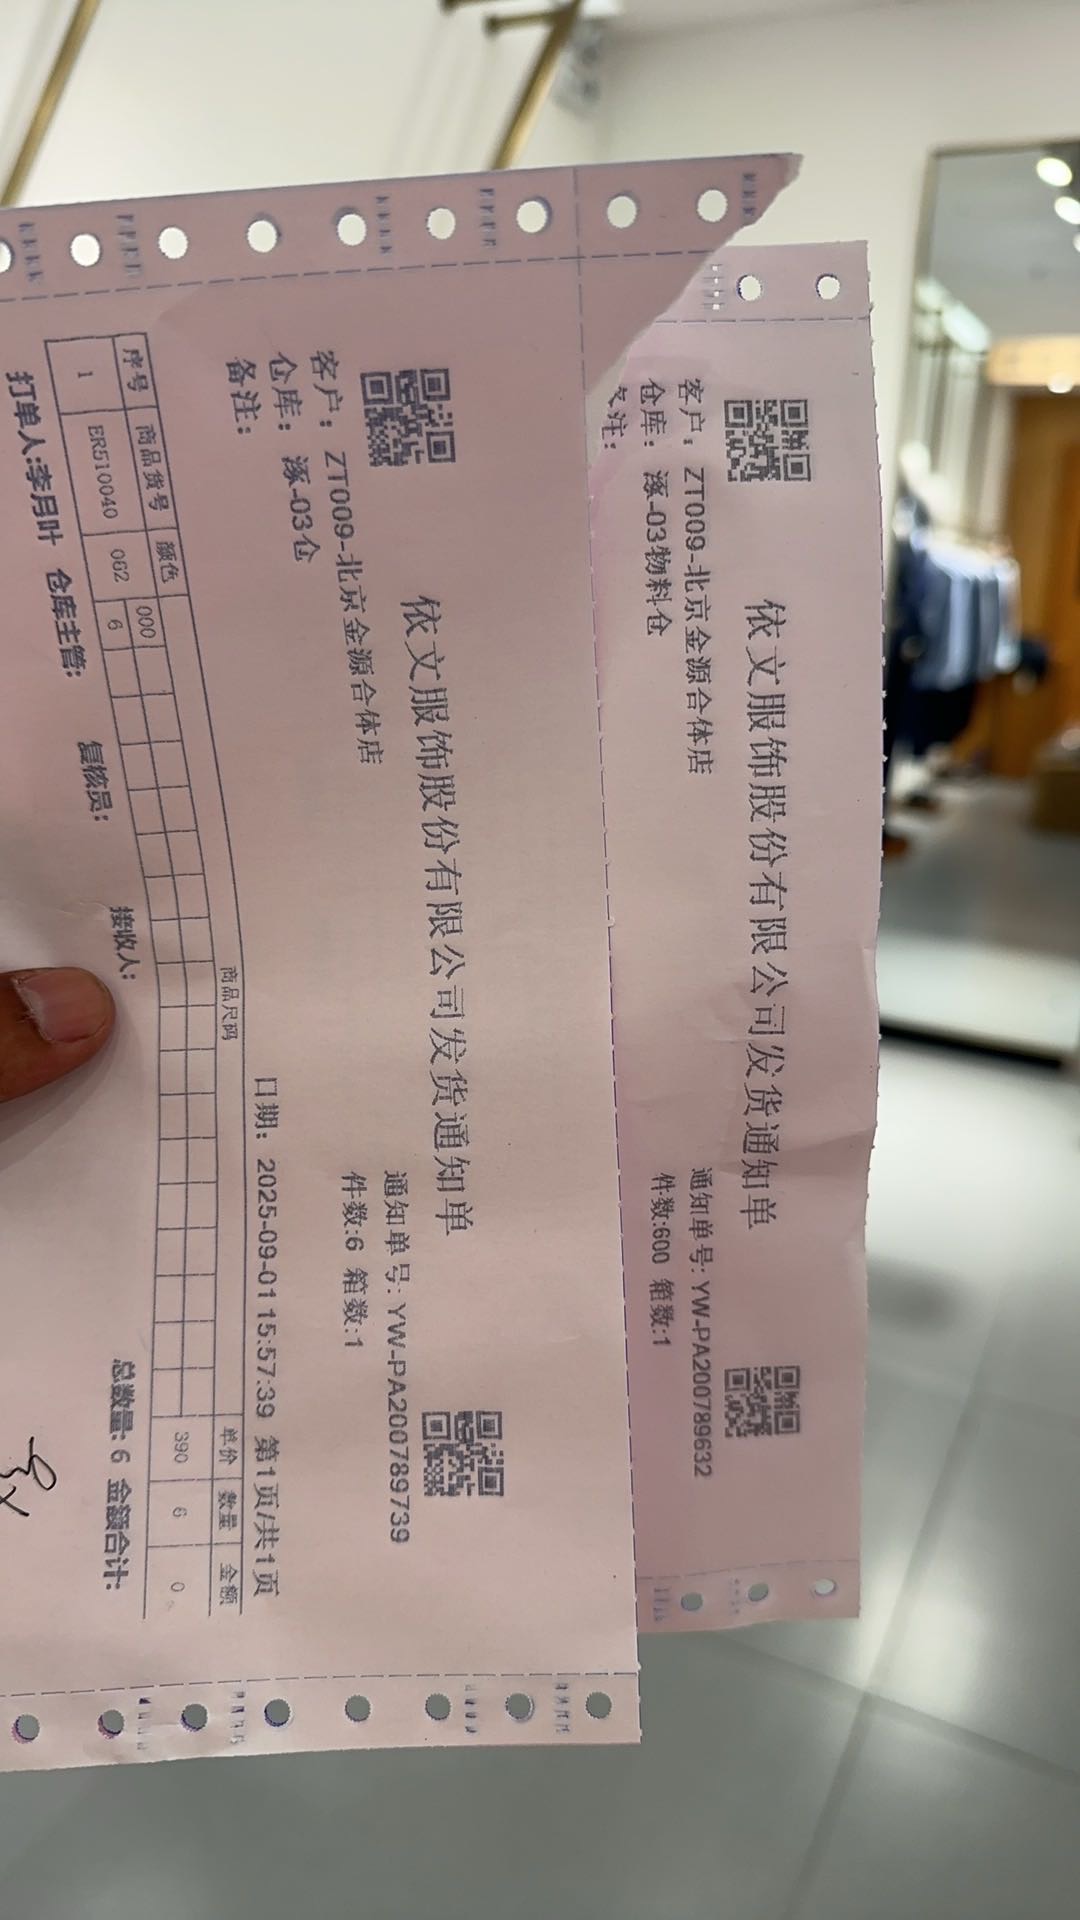 依文服饰股份有限公司发货通知单
客户: ZT009-北京金源合体店
通知单号: YW-PA200789632
仓库: 涿-03物料仓
件数:600 箱数:1
注:
依文服饰股份有限公司发货通知单
客户: ZT009-北京金源合体店
通知单号: YW-PA200789739
仓库: 涿-03仓
件数:6 箱数:1
备注:
日期: 2025-09-01 15:57:39 第1页/共1页
序号 商品货号 颜色 商品尺码 单价 数量 金额
000
1 ER510040 062 6 390 6 0
打单人:李月叶 仓库主管: 复核员: 接收人: 总数量: 6 金额合计: